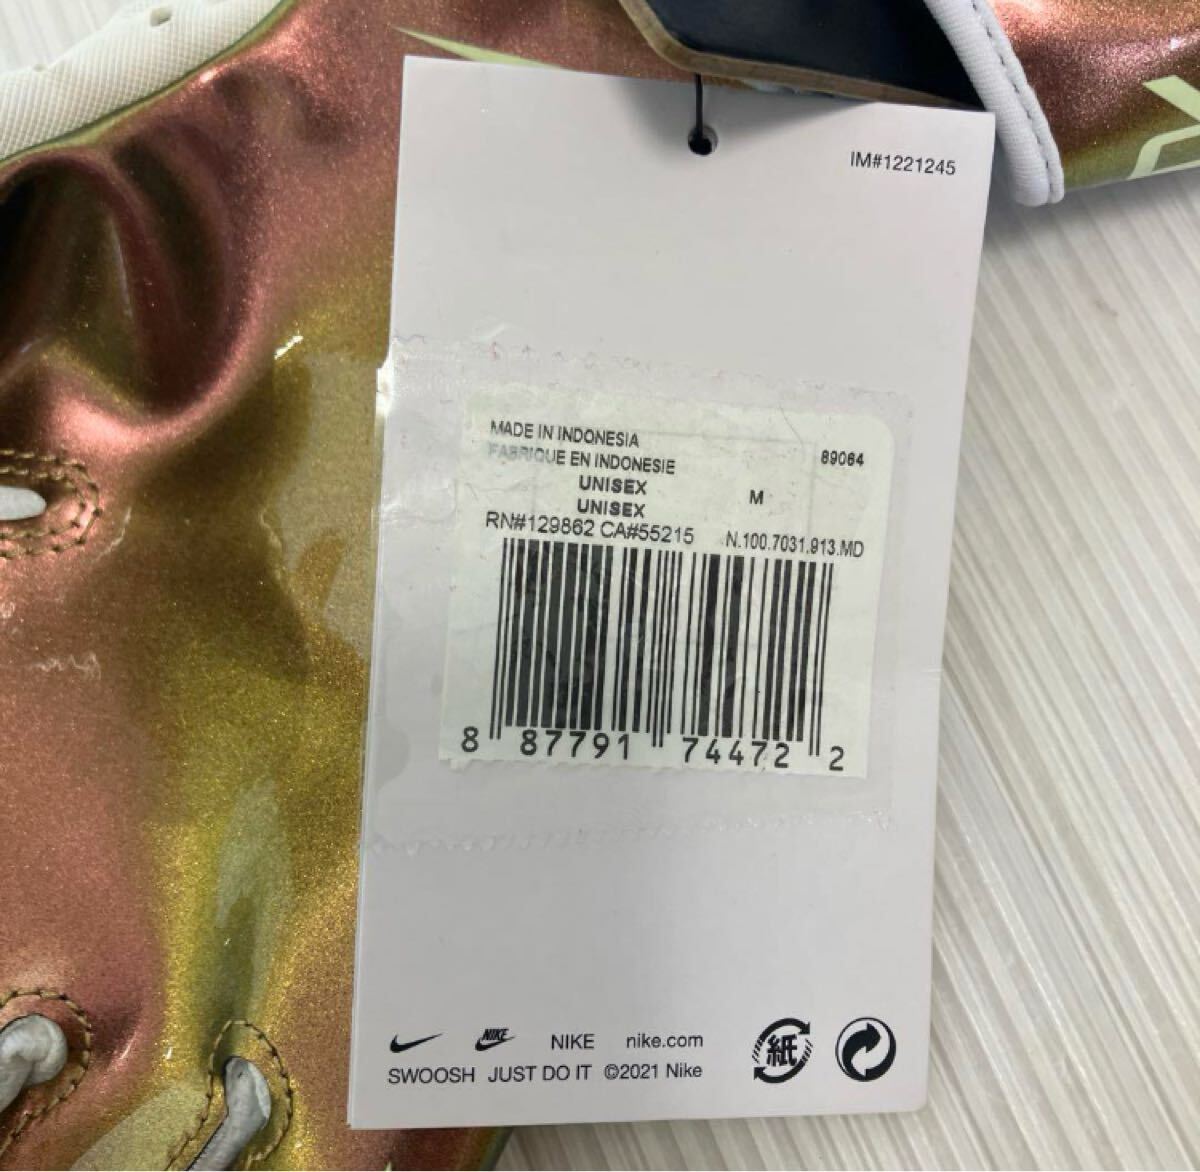 IM#1221245
MADE IN INDONESIA
89064
FABRIQUE EN INDONESIE
UNISEX
M
UNISEX
RN#129862 CA#55215
N.100.7031.913.MD
8 87791 74472 2
NIKE NIKE nike.com 紙
SWOOSH JUST DO IT ©2021 Nike